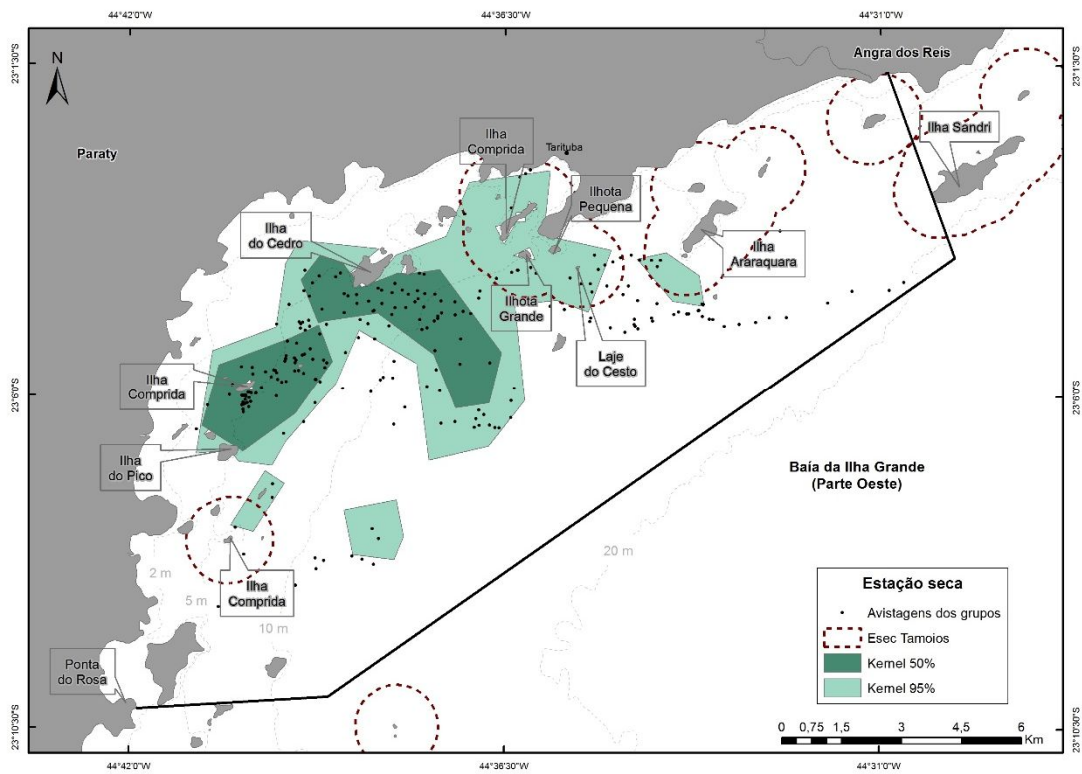 44°42'0"W
44°36'30"W
44°31'0"W
23°1'30"S
23°1'30"S
N
Angra dos Reis
Ilha Sandri
Ilha
Comprida
Tarituba
Paraty
Ilhota
Pequena
Ilha
do Cedro
Ilha
Araraquara
Ilhota
Grande
Laje
do Cesto
Ilha
Comprida
23°6'0"S
23°6'0"S
Ilha
do Pico
Baía da Ilha Grande
(Parte Oeste)
20 m
2 m
5 m
10 m
Ilha
Comprida
Estação seca
Avistagens dos grupos
Esec Tamoios
Kernel 50%
Kernel 95%
Ponta
do Rosa
0 0,75 1,5 3 4,5 6
Km
23°10'30"S
23°10'30"S
44°42'0"W
44°36'30"W
44°31'0"W